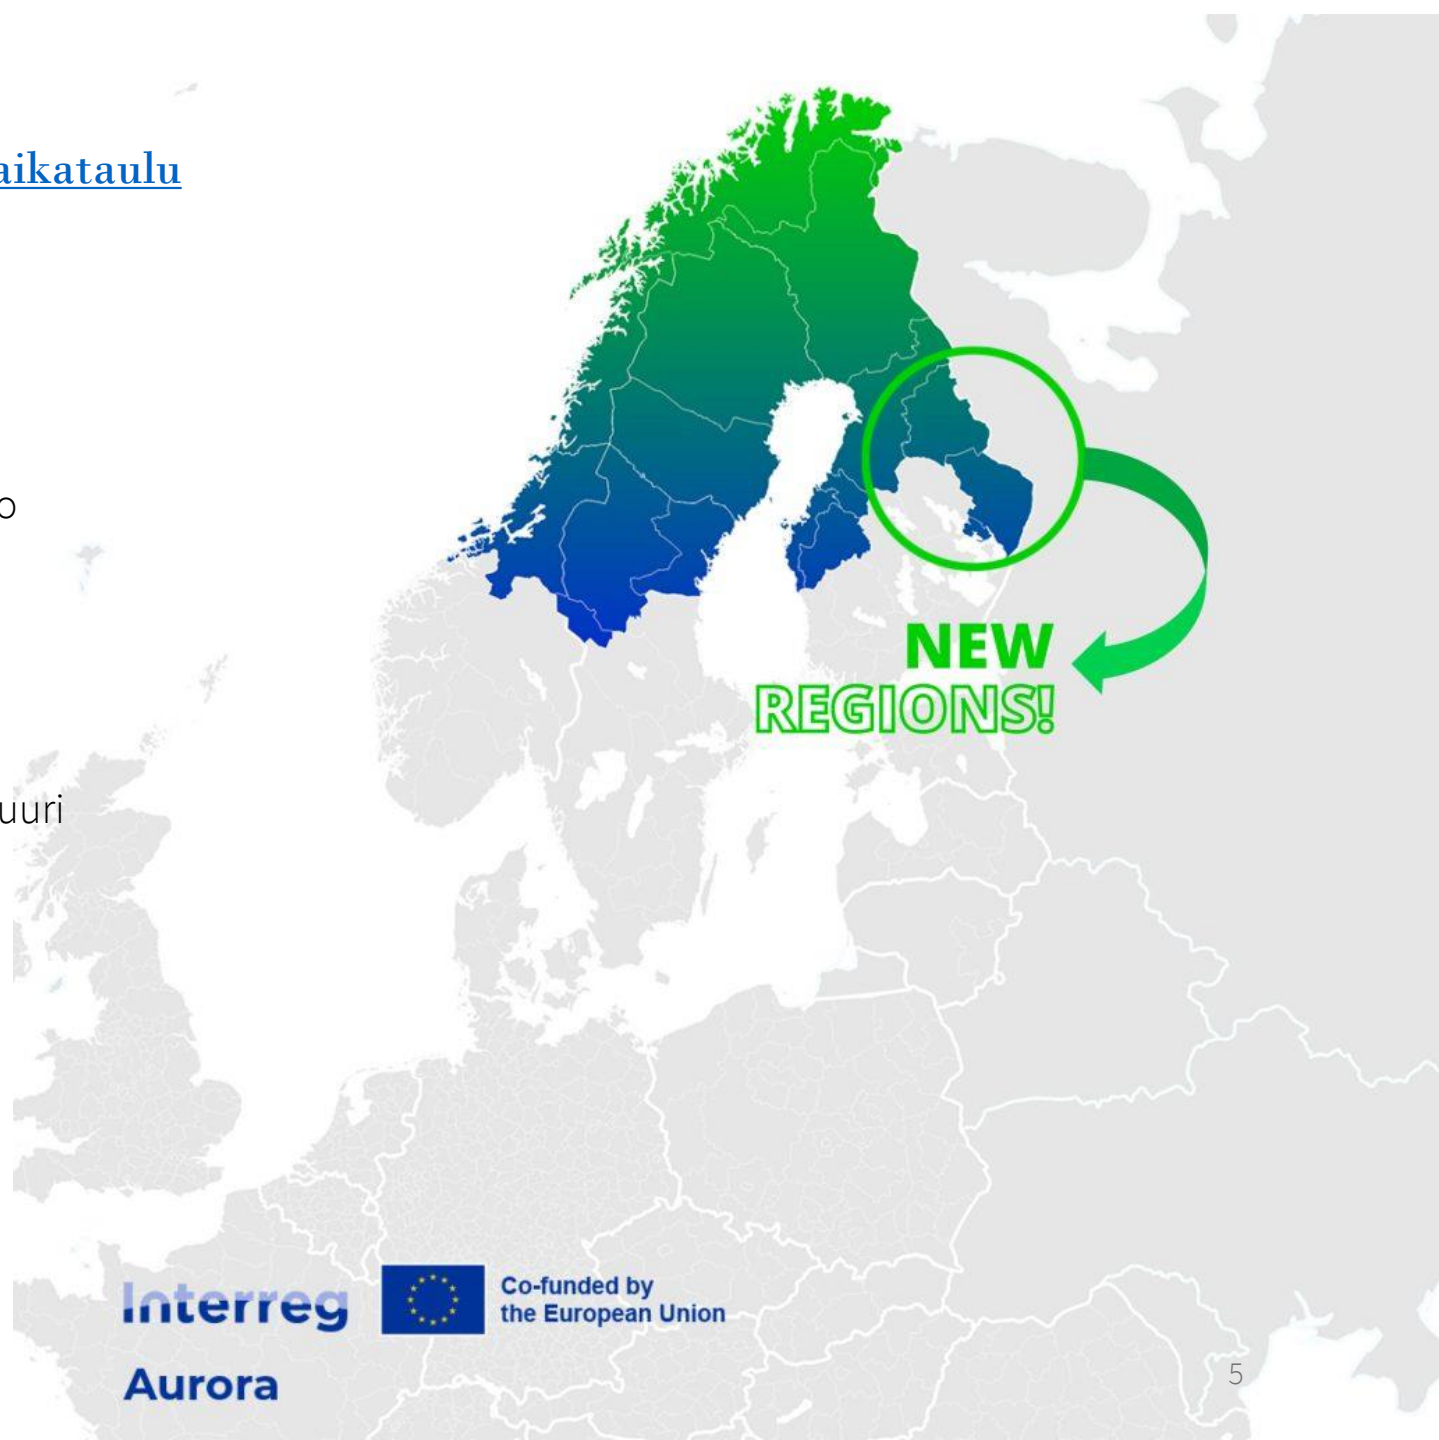 aikataulu
o
uuri
NEW
REGIONS!
Interreg
Co-funded by
the European Union
Aurora
5